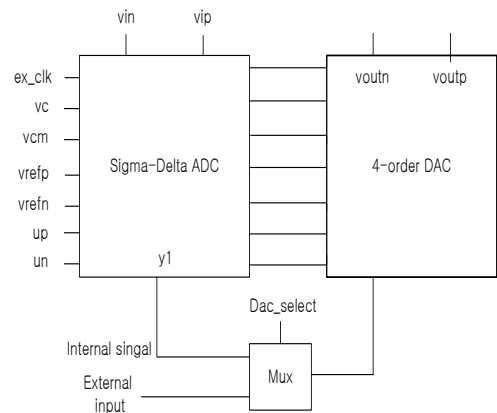 vin vip
ex_clk
vc
vcm
vrefp
vrefn
up
un
Sigma-Delta ADC
y1
voutn voutp
4-order DAC
Dac_select
Internal singal
Mux
External
input